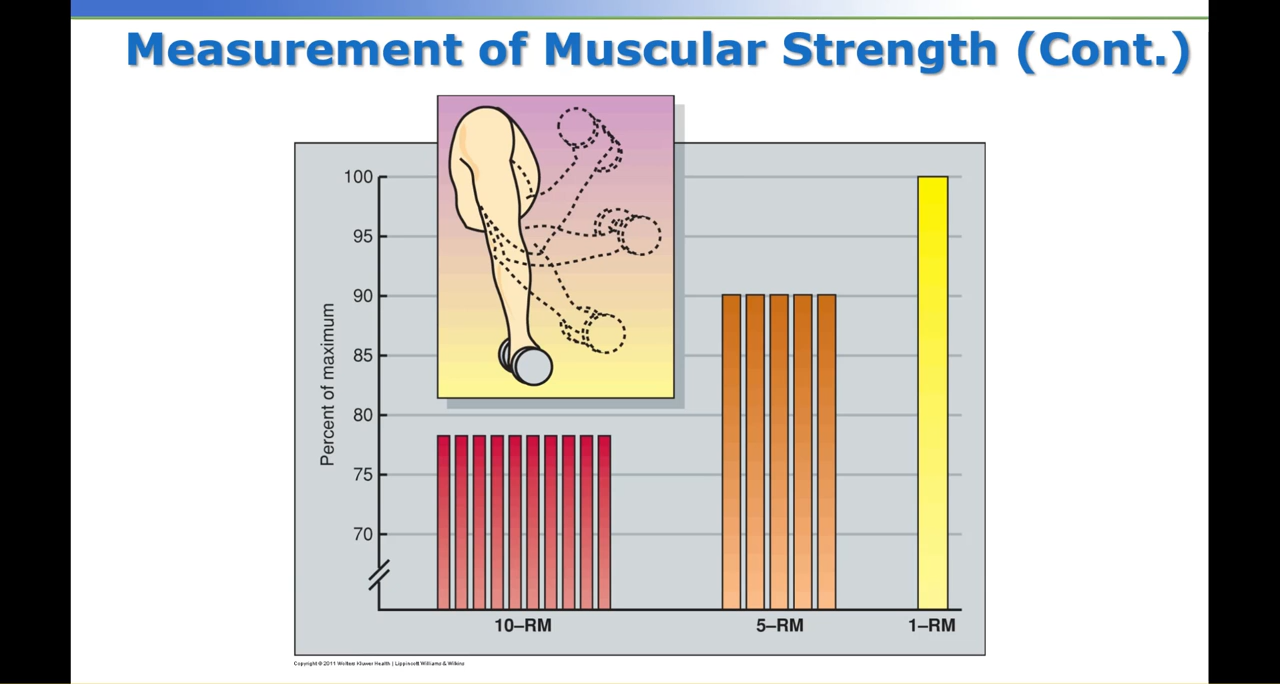 Measurement of Muscular Strength (Cont.)
100
95
90
85
80
75
70
Percent of maximum
10–RM 5–RM 1–RM
Copyright © 2011 Wolters Kluwer Health | Lippincott Williams & Wilkins